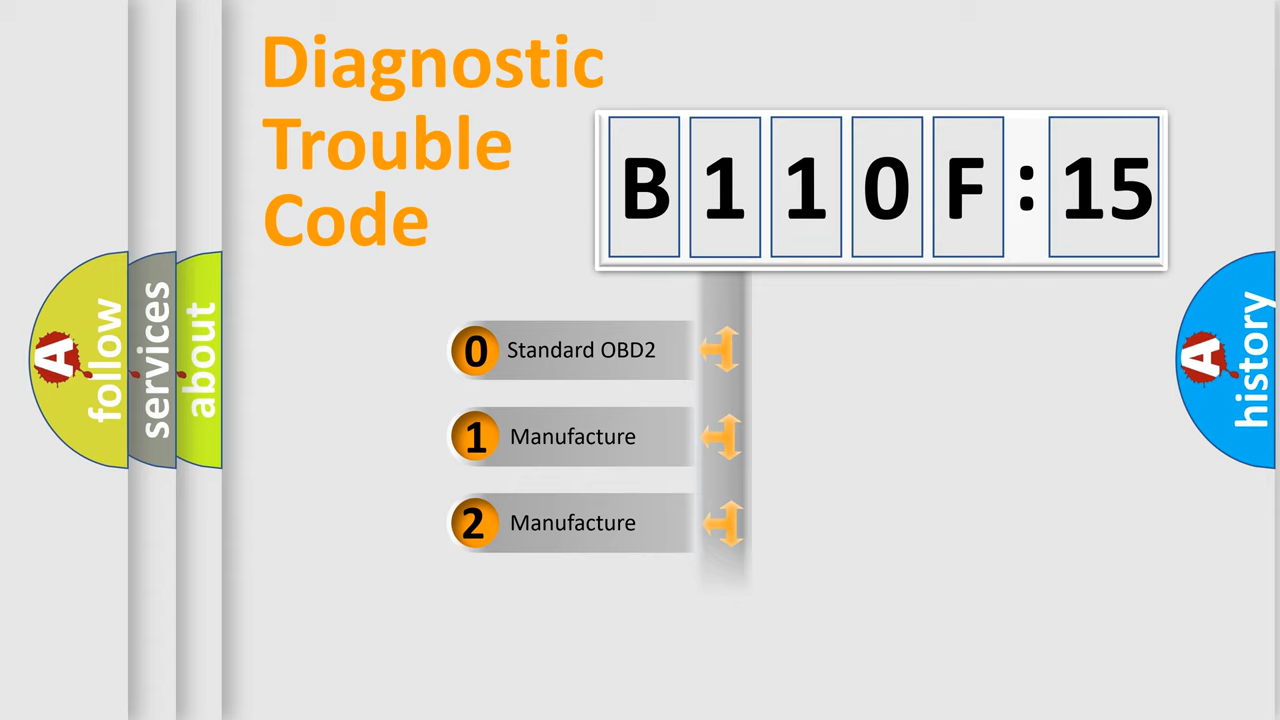 Diagnostic
Trouble
Code
B 1 1 0 F : 15
0 Standard OBD2
1 Manufacture
2 Manufacture
A follow
services
about
A history